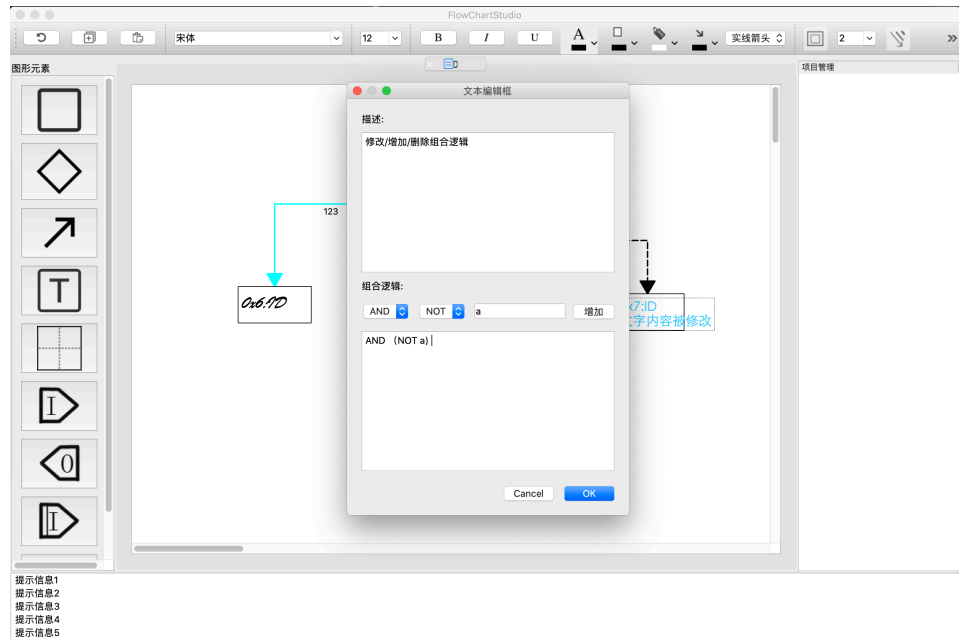 FlowChartStudio
宋体
12
B
I
U
A
实线箭头
2
图形元素
项目管理
文本编辑框
描述:
修改/增加/删除组合逻辑
123
0x6:ID
x7:ID
字内容被修改
组合逻辑:
AND
NOT
a
增加
AND （NOT a)
Cancel
OK
T
I
0
I
提示信息1
提示信息2
提示信息3
提示信息4
提示信息5